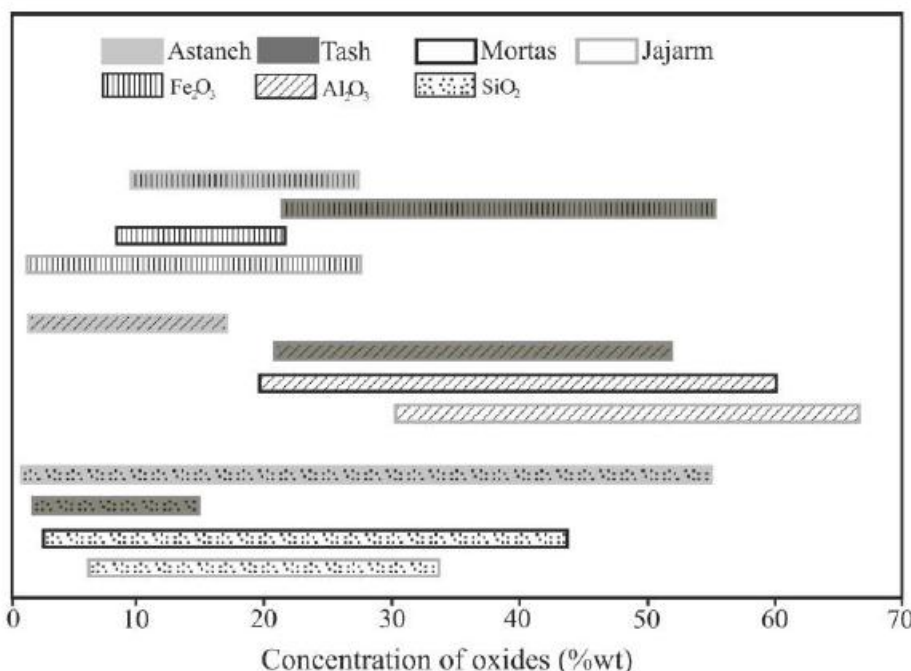 Astaneh Tash Mortas Jajarm
Fe₂O₃ Al₂O₃ SiO₂
0 10 20 30 40 50 60 70
Concentration of oxides (%wt)